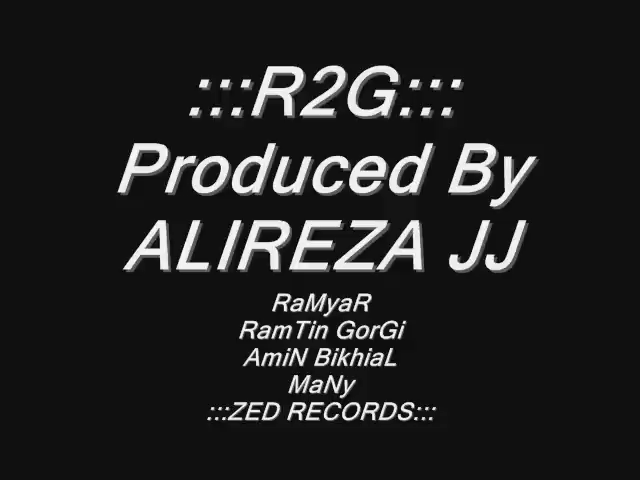 :::R2G:::
Produced By
ALIREZA JJ
RaMyaR
RamTin GorGi
AmiN BikhiaL
MaNy
:::ZED RECORDS:::